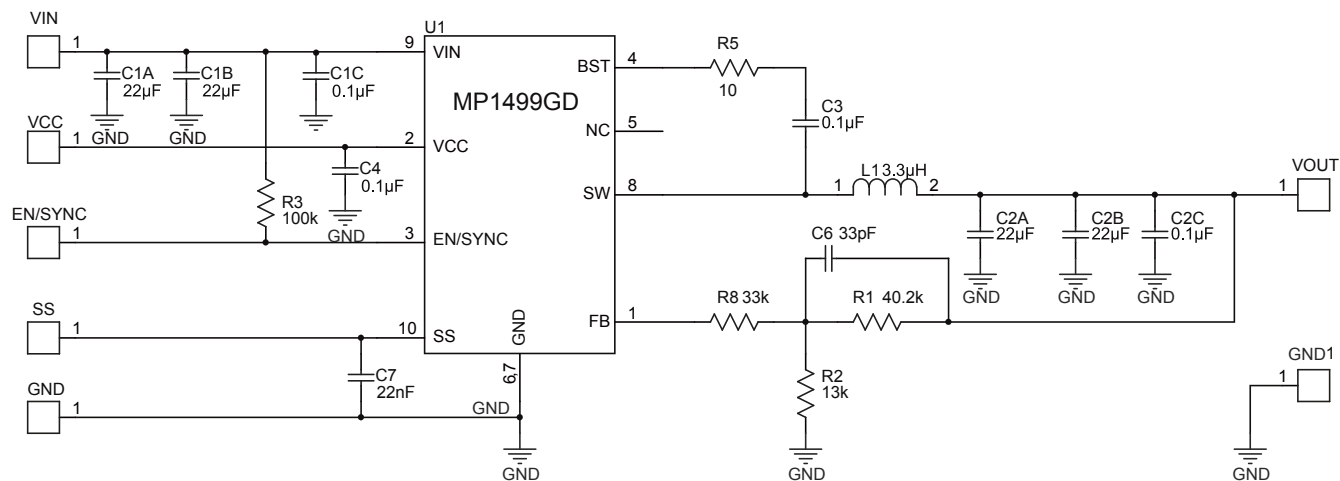 VIN
1
C1A
22µF
GND
C1B
22µF
GND
C1C
0.1µF
9
U1
VIN
MP1499GD
BST
4
R5
10
C3
0.1µF
NC
5
VCC
1
2
VCC
C4
0.1µF
GND
R3
100k
SW
8
1
L1 3.3µH
2
1
VOUT
C2A
22µF
GND
C2B
22µF
GND
C2C
0.1µF
GND
EN/SYNC
1
3
EN/SYNC
C6 33pF
FB
1
R8 33k
R1 40.2k
R2
13k
GND
SS
1
10
SS
GND
6,7
C7
22nF
GND
1
GND
GND
GND1
1
GND